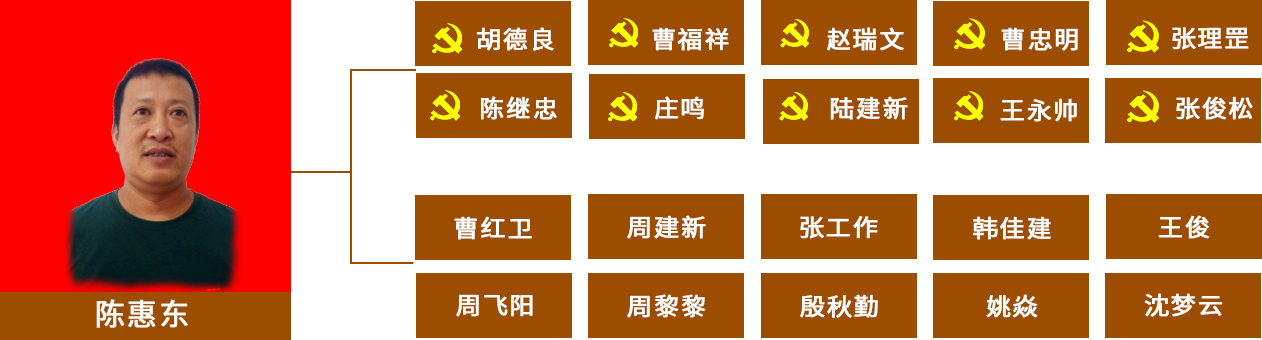 胡德良 曹福祥 赵瑞文 曹忠明 张理罡
陈继忠 庄鸣 陆建新 王永帅 张俊松
曹红卫 周建新 张工作 韩佳建 王俊
周飞阳 周黎黎 殷秋勤 姚焱 沈梦云
陈惠东